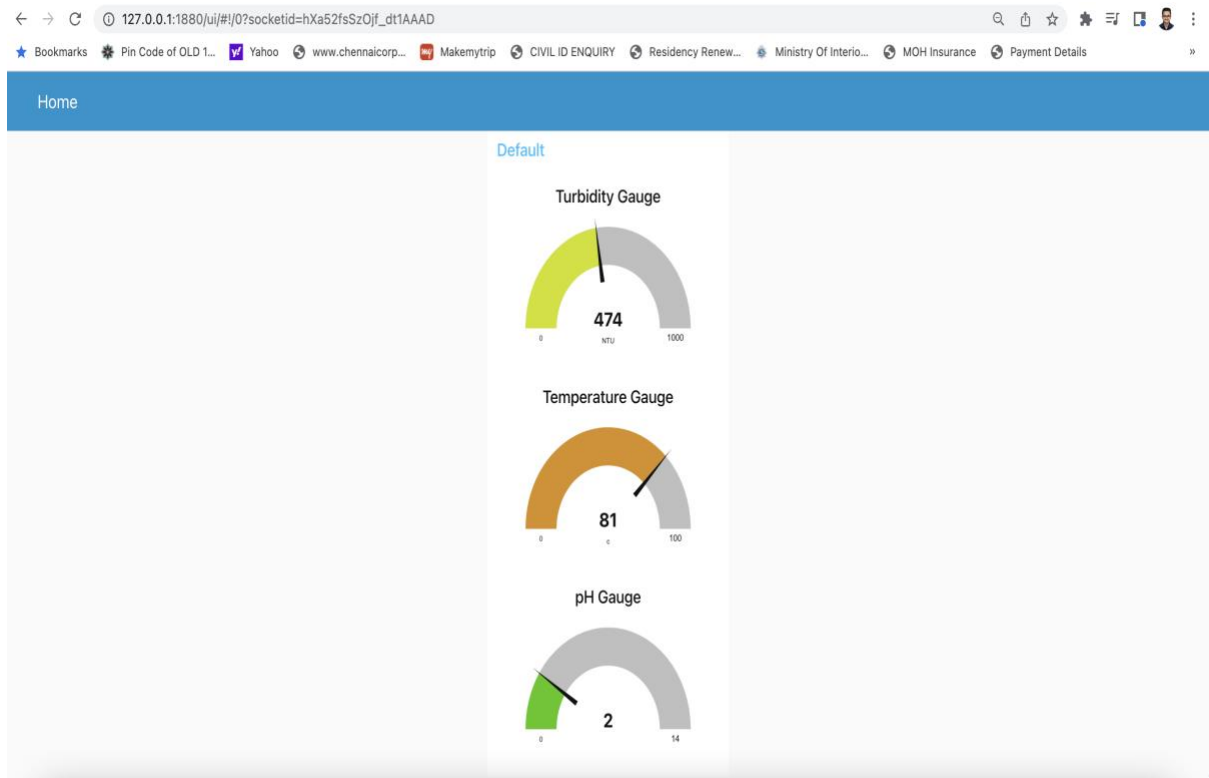 127.0.0.1:1880/ui/#!/0?socketid=hXa52fsSzOjf_dt1AAAD
Bookmarks Pin Code of OLD 1... Yahoo www.chennaicorp... Makemytrip CIVIL ID ENQUIRY Residency Renew... Ministry Of Interio... MOH Insurance Payment Details »
Home
Default
Turbidity Gauge
474
0 NTU 1000
Temperature Gauge
81
0 c 100
pH Gauge
2
0 14